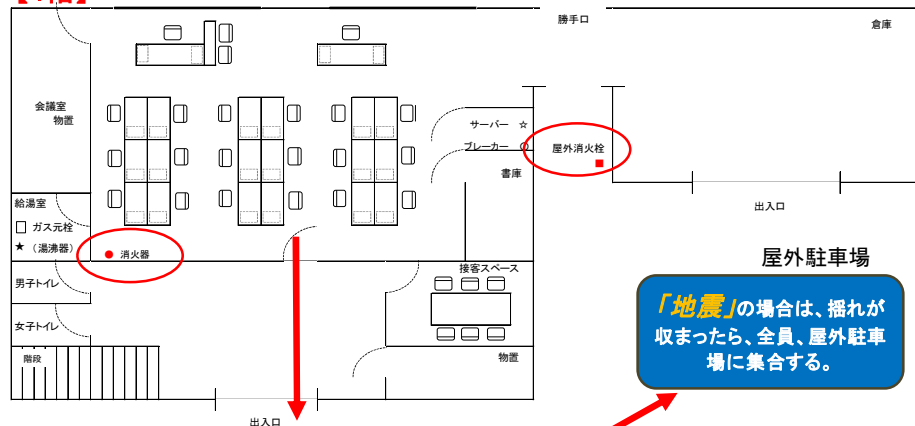 勝手口
倉庫
会議室
物置
サーバー ☆
ブレーカー
屋外消火栓
書庫
給湯室
ガス元栓
★ (湯沸器)
消火器
出入口
屋外駐車場
接客スペース
男子トイレ
女子トイレ
「地震」の場合は、揺れが
収まったら、全員、屋外駐車
場に集合する。
階段
物置
出入口